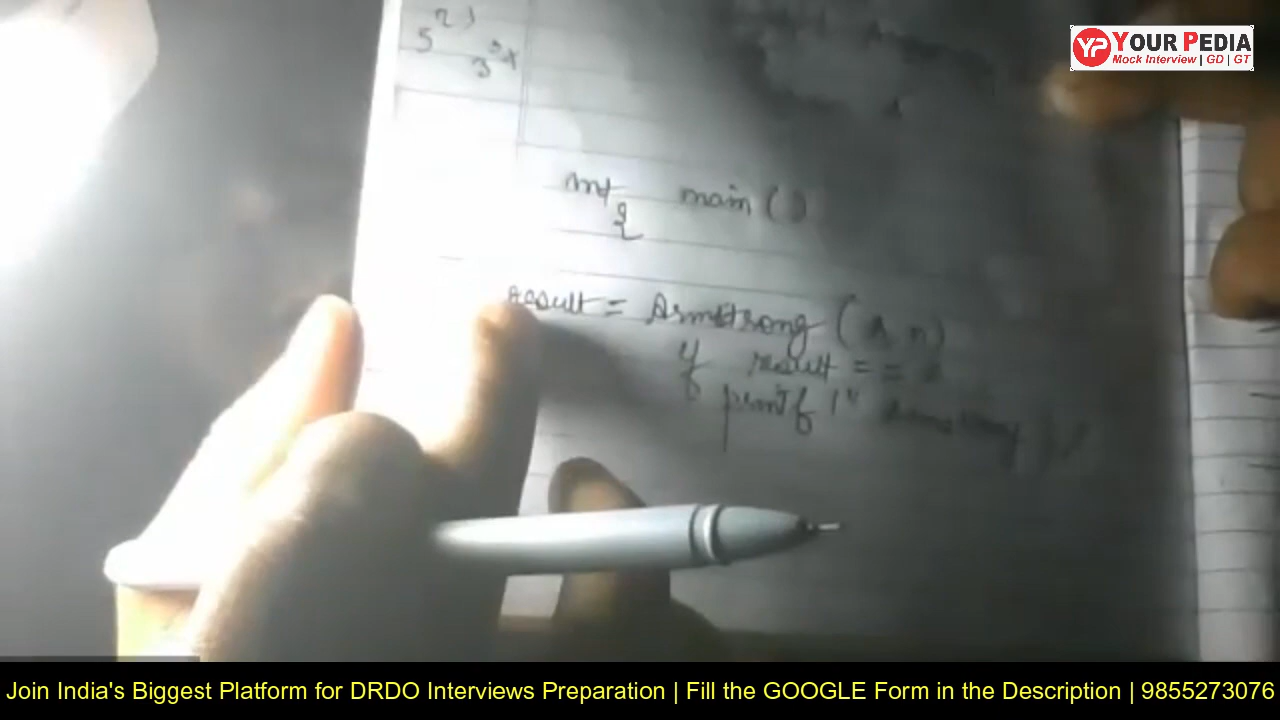 YP YOUR PEDIA
Mock Interview | GD | GT
int main ( )
{
result = Armstrong ( n)
if result = =
printf ("
Join India's Biggest Platform for DRDO Interviews Preparation | Fill the GOOGLE Form in the Description | 9855273076